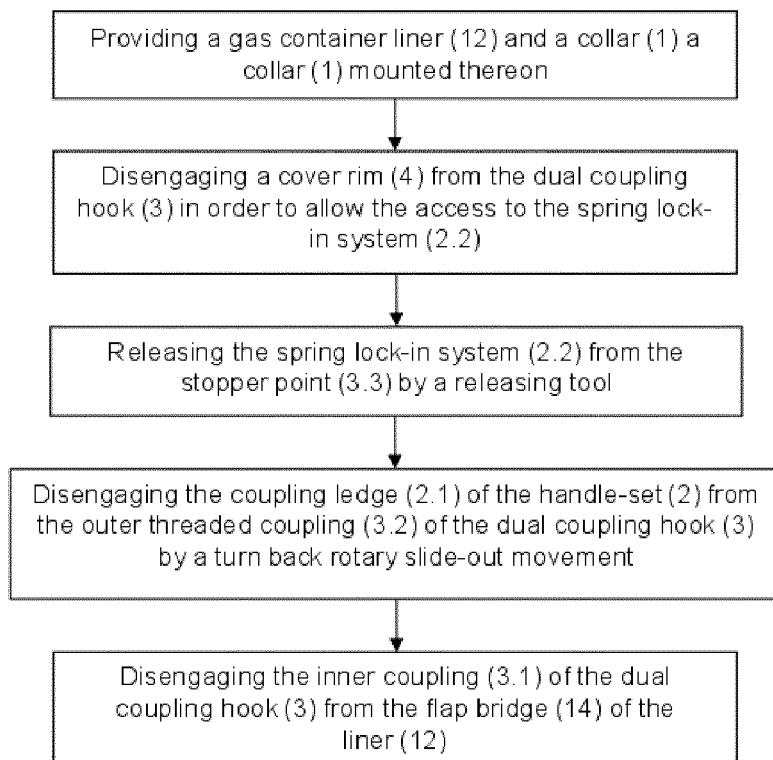 Providing a gas container liner (12) and a collar (1) a
collar (1) mounted thereon
Disengaging a cover rim (4) from the dual coupling
hook (3) in order to allow the access to the spring lock-
in system (2.2)
Releasing the spring lock-in system (2.2) from the
stopper point (3.3) by a releasing tool
Disengaging the coupling ledge (2.1) of the handle-set (2) from
the outer threaded coupling (3.2) of the dual coupling hook (3)
by a turn back rotary slide-out movement
Disengaging the inner coupling (3.1) of the dual
coupling hook (3) from the flap bridge (14) of the
liner (12)